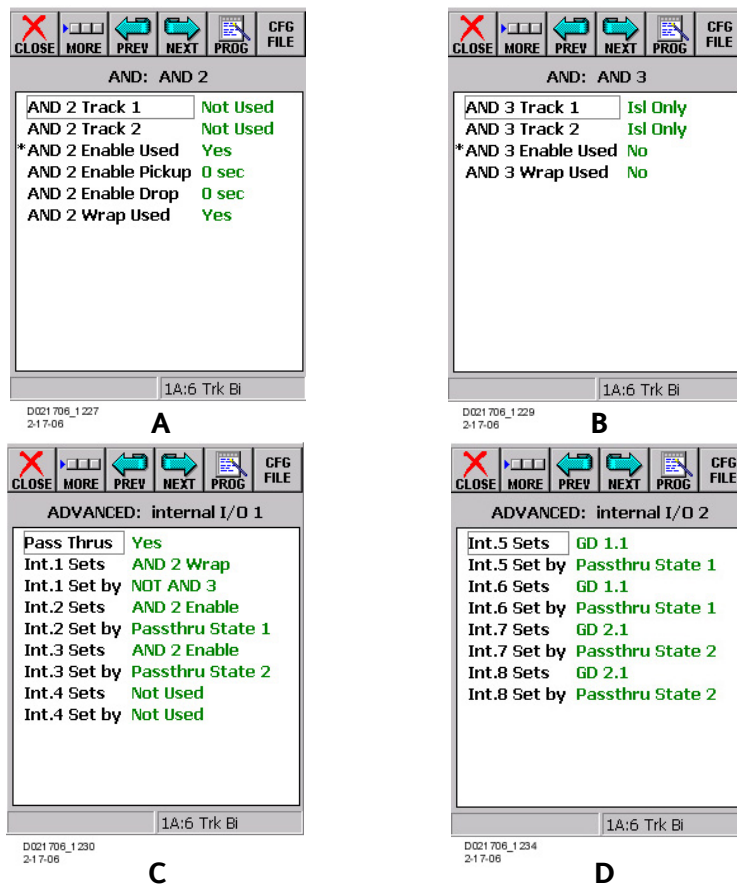 CLOSE MORE PREV NEXT PROG CFG FILE
AND: AND 2
AND 2 Track 1 Not Used
AND 2 Track 2 Not Used
*AND 2 Enable Used Yes
AND 2 Enable Pickup 0 sec
AND 2 Enable Drop 0 sec
AND 2 Wrap Used Yes
1A:6 Trk Bi
D021706_1227
2-17-06
A
CLOSE MORE PREV NEXT PROG CFG FILE
AND: AND 3
AND 3 Track 1 Isl Only
AND 3 Track 2 Isl Only
*AND 3 Enable Used No
AND 3 Wrap Used No
1A:6 Trk Bi
D021706_1229
2-17-06
B
CLOSE MORE PREV NEXT PROG CFG FILE
ADVANCED: internal I/O 1
Pass Thrus Yes
Int.1 Sets AND 2 Wrap
Int.1 Set by NOT AND 3
Int.2 Sets AND 2 Enable
Int.2 Set by Passthru State 1
Int.3 Sets AND 2 Enable
Int.3 Set by Passthru State 2
Int.4 Sets Not Used
Int.4 Set by Not Used
1A:6 Trk Bi
D021706_1230
2-17-06
C
CLOSE MORE PREV NEXT PROG CFG FILE
ADVANCED: internal I/O 2
Int.5 Sets GD 1.1
Int.5 Set by Passthru State 1
Int.6 Sets GD 1.1
Int.6 Set by Passthru State 1
Int.7 Sets GD 2.1
Int.7 Set by Passthru State 2
Int.8 Sets GD 2.1
Int.8 Set by Passthru State 2
1A:6 Trk Bi
D021706_1234
2-17-06
D